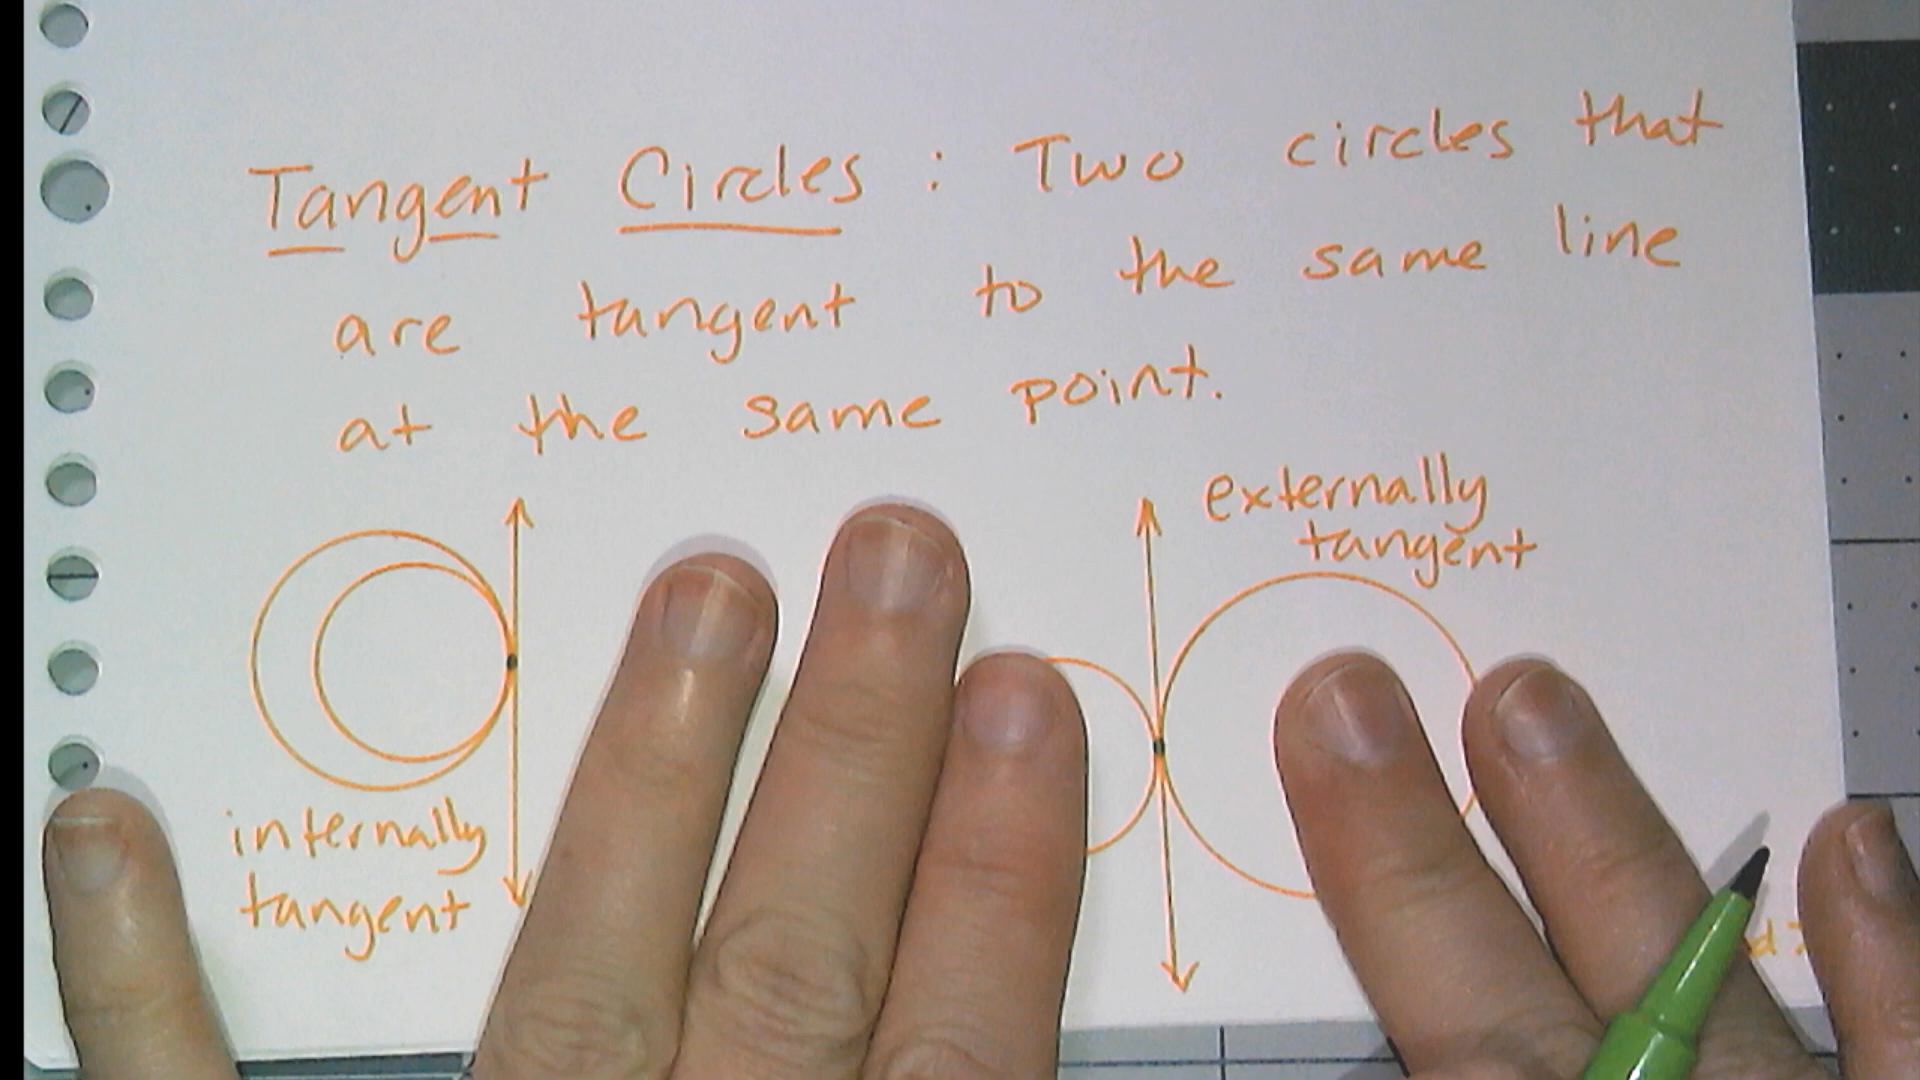 Tangent Circles : Two circles that
are tangent to the same line
at the same point.
externally
tangent
internally
tangent